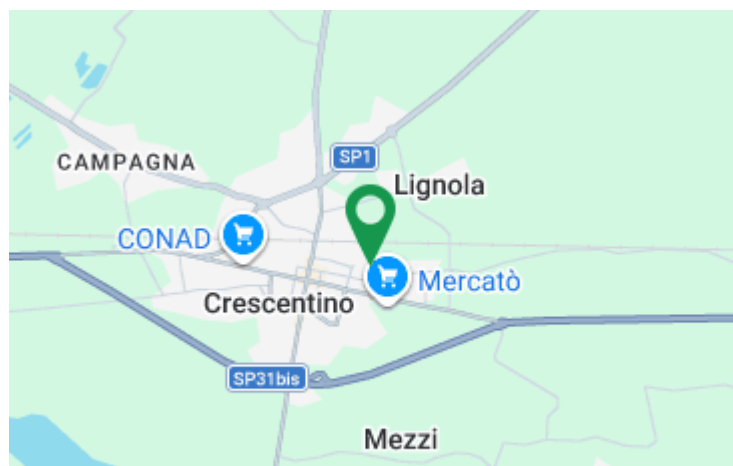 SP1
CAMPAGNA
Lignola
CONAD
Mercatò
Crescentino
SP31bis
Mezzi